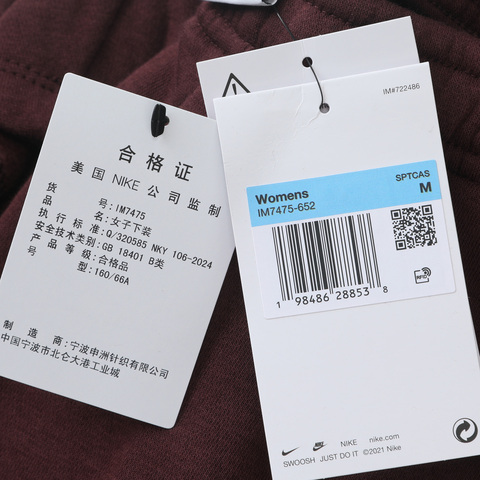 合格证
美国 NIKE 公司监制
货号: IM7475
品名: 女子下装
执行标准: Q/320585 NKY 106-2024
安全技术类别: GB 18401 B类
产品等级: 合格品
号型: 160/66A
制造商: 宁波申洲针织有限公司
中国宁波市北仑大港工业城
IM#722486
SPTCAS
Womens M
IM7475-652
1 98486 28853 8
RFID
NIKE nike.com
SWOOSH JUST DO IT ©2021 Nike